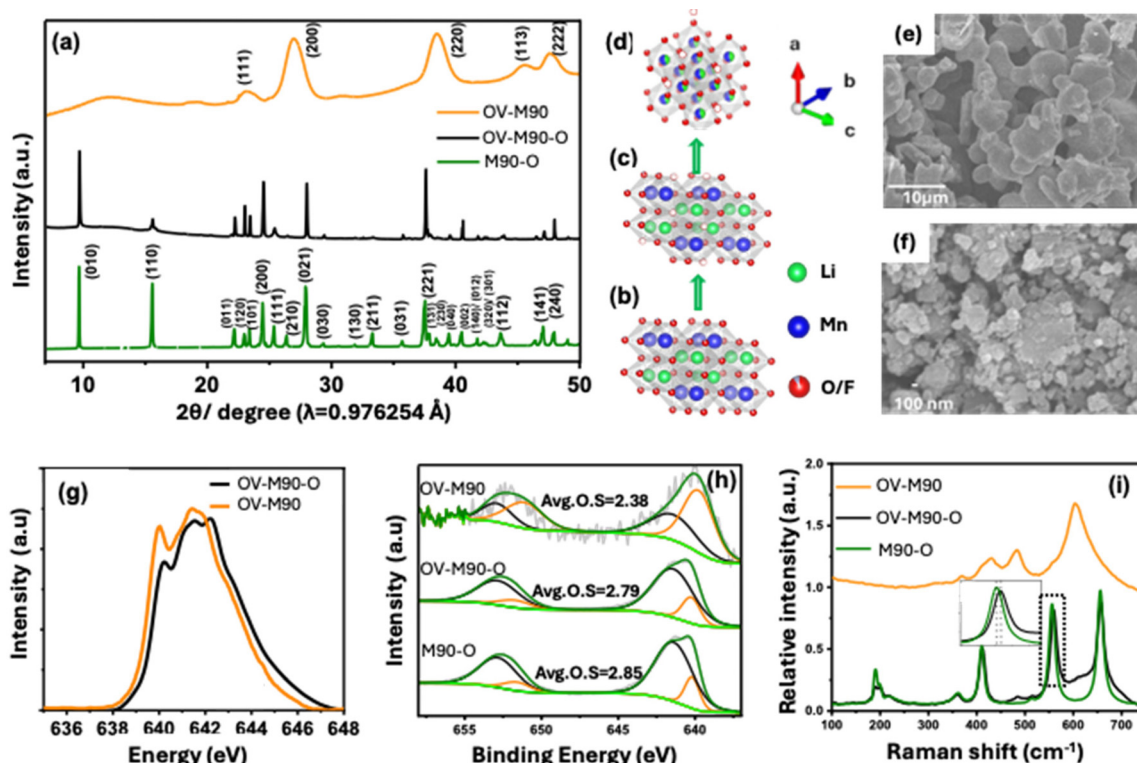 (a)
(111)
(200)
(220)
(113)
(222)
OV-M90
OV-M90-O
M90-O
(010)
(110)
(011)
(120)
(101)
(200)
(111)
(210)
(021)
(030)
(130)
(211)
(031)
(221)
(131)
(230)
(040)
(002)
(140)/ (012)
(320)/ (301)
(112)
(141)
(240)
Intensity (a.u.)
10
20
30
40
50
2θ/ degree (λ=0.976254 Å)
(d)
a
b
c
(c)
(b)
Li
Mn
O/F
(e)
10μm
(f)
100 nm
(g)
OV-M90-O
OV-M90
Intensity (a.u)
636
638
640
642
644
646
648
Energy (eV)
(h)
OV-M90
Avg.O.S=2.38
OV-M90-O
Avg.O.S=2.79
M90-O
Avg.O.S=2.85
Intensity (a.u)
655
650
645
640
Binding Energy (eV)
(i)
OV-M90
OV-M90-O
M90-O
Relative intensity (a.u.)
2.0
1.5
1.0
0.5
0.0
100
200
300
400
500
600
700
Raman shift (cm⁻¹)